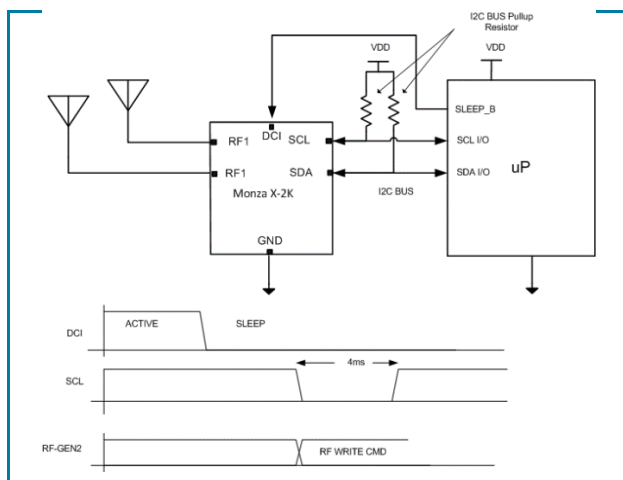 I2C BUS Pullup
Resistor
VDD
VDD
SLEEP_B
RF1
DCI
SCL
SCL I/O
uP
RF1
SDA
SDA I/O
Monza X-2K
I2C BUS
GND
ACTIVE
SLEEP
DCI
4ms
SCL
RF-GEN2
RF WRITE CMD